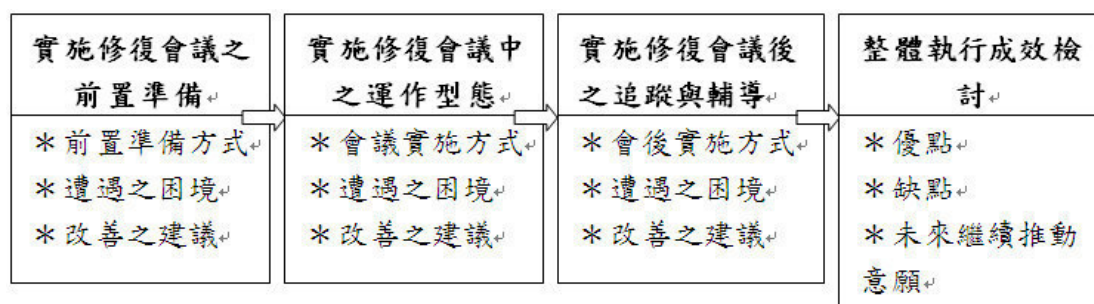 實施修復會議之
前置準備
＊前置準備方式
＊遭遇之困境
＊改善之建議
實施修復會議中
之運作型態
＊會議實施方式
＊遭遇之困境
＊改善之建議
實施修復會議後
之追蹤與輔導
＊會後實施方式
＊遭遇之困境
＊改善之建議
整體執行成效檢
討
＊優點
＊缺點
＊未來繼續推動
意願